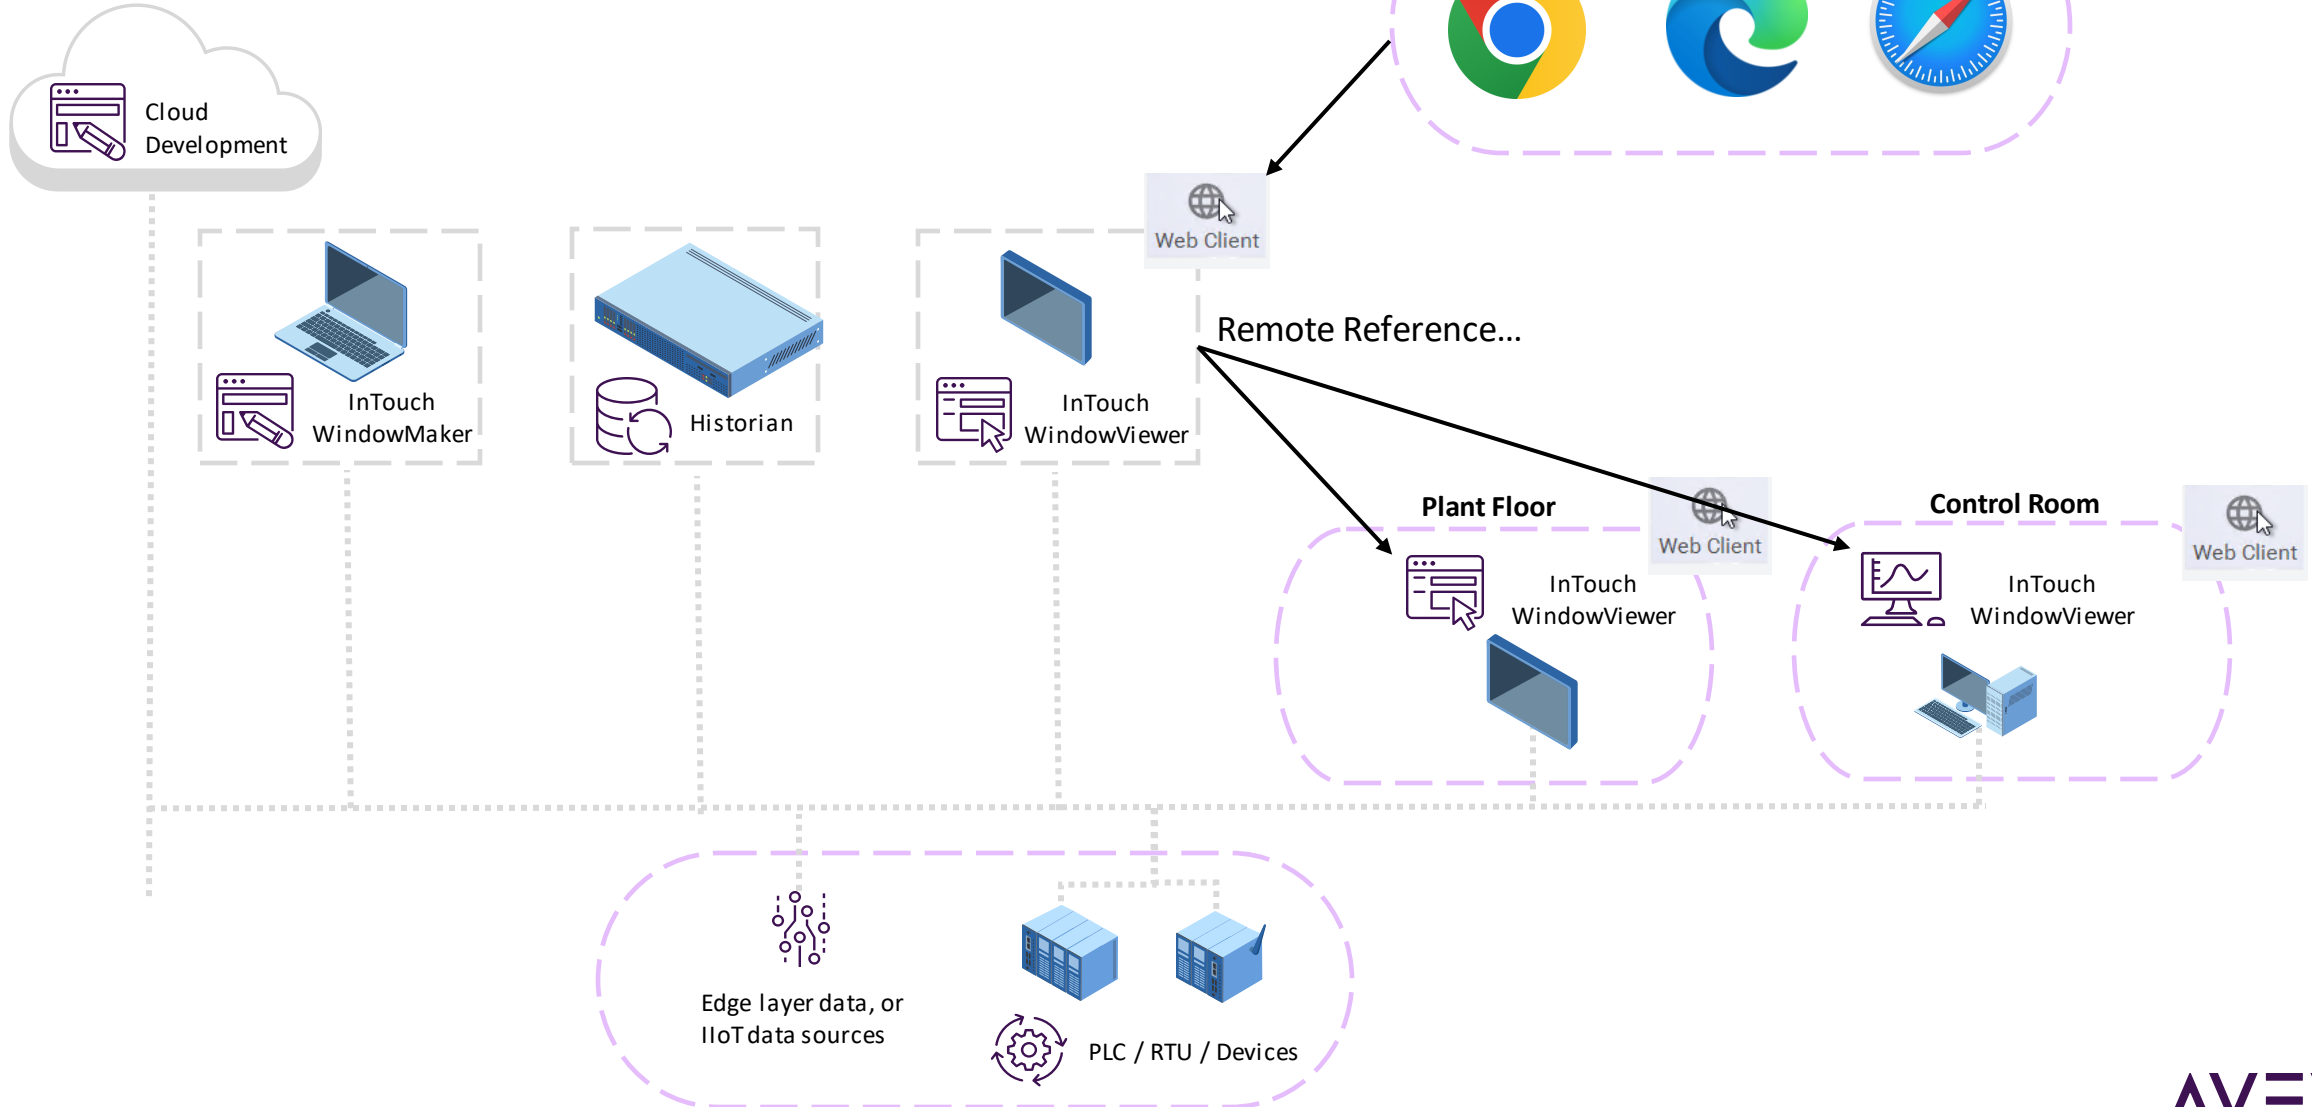 Cloud
Development
Web Client
InTouch
WindowMaker
Historian
InTouch
WindowViewer
Remote Reference...
Plant Floor
Web Client
InTouch
WindowViewer
Control Room
Web Client
InTouch
WindowViewer
Edge layer data, or
IIoT data sources
PLC / RTU / Devices